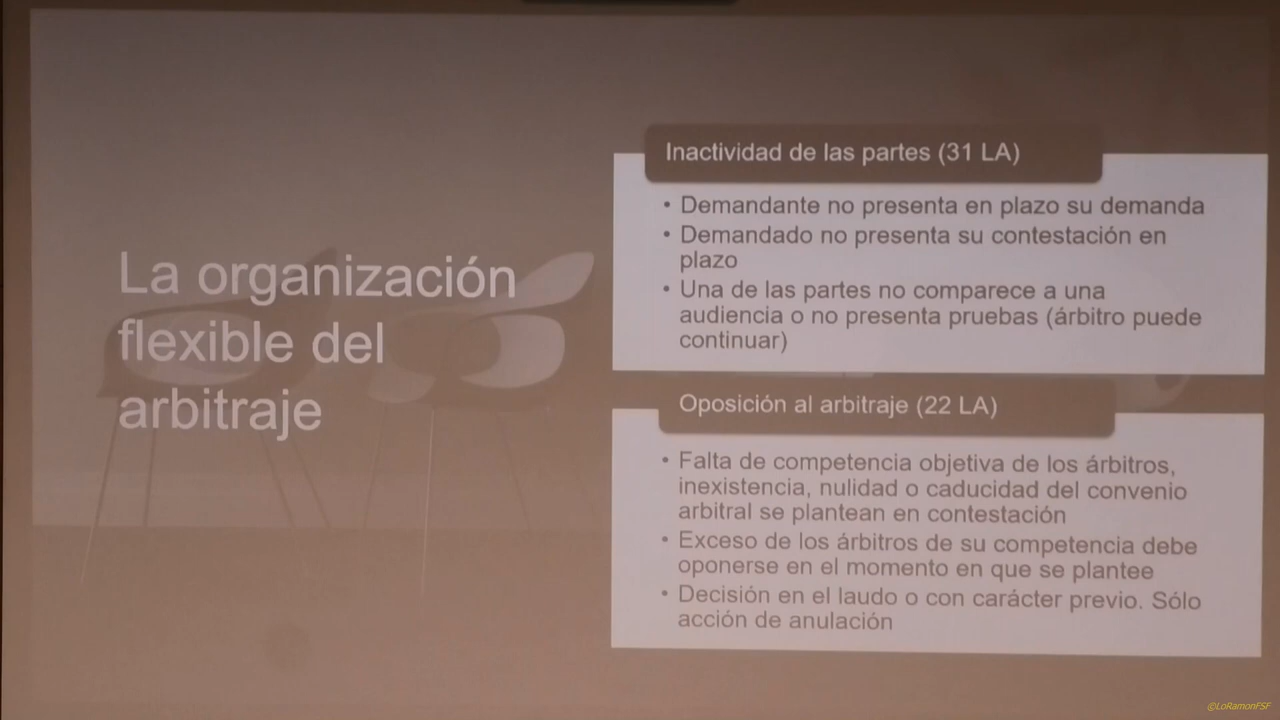 La organización
flexible del
arbitraje
Inactividad de las partes (31 LA)
• Demandante no presenta en plazo su demanda
• Demandado no presenta su contestación en
plazo
• Una de las partes no comparece a una
audiencia o no presenta pruebas (árbitro puede
continuar)
Oposición al arbitraje (22 LA)
• Falta de competencia objetiva de los árbitros,
inexistencia, nulidad o caducidad del convenio
arbitral se plantean en contestación
• Exceso de los árbitros de su competencia debe
oponerse en el momento en que se plantee
• Decisión en el laudo o con carácter previo. Sólo
acción de anulación
©LoRamonFSF